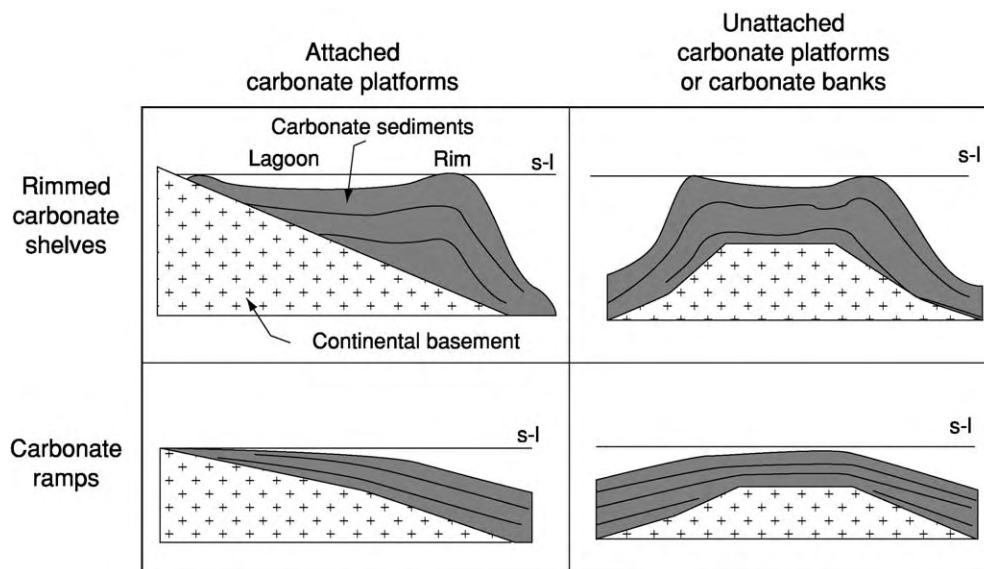 Attached
carbonate platforms
Unattached
carbonate platforms
or carbonate banks
Rimmed
carbonate
shelves
Carbonate sediments
Lagoon
Rim
s-l
Continental basement
s-l
Carbonate
ramps
s-l
s-l